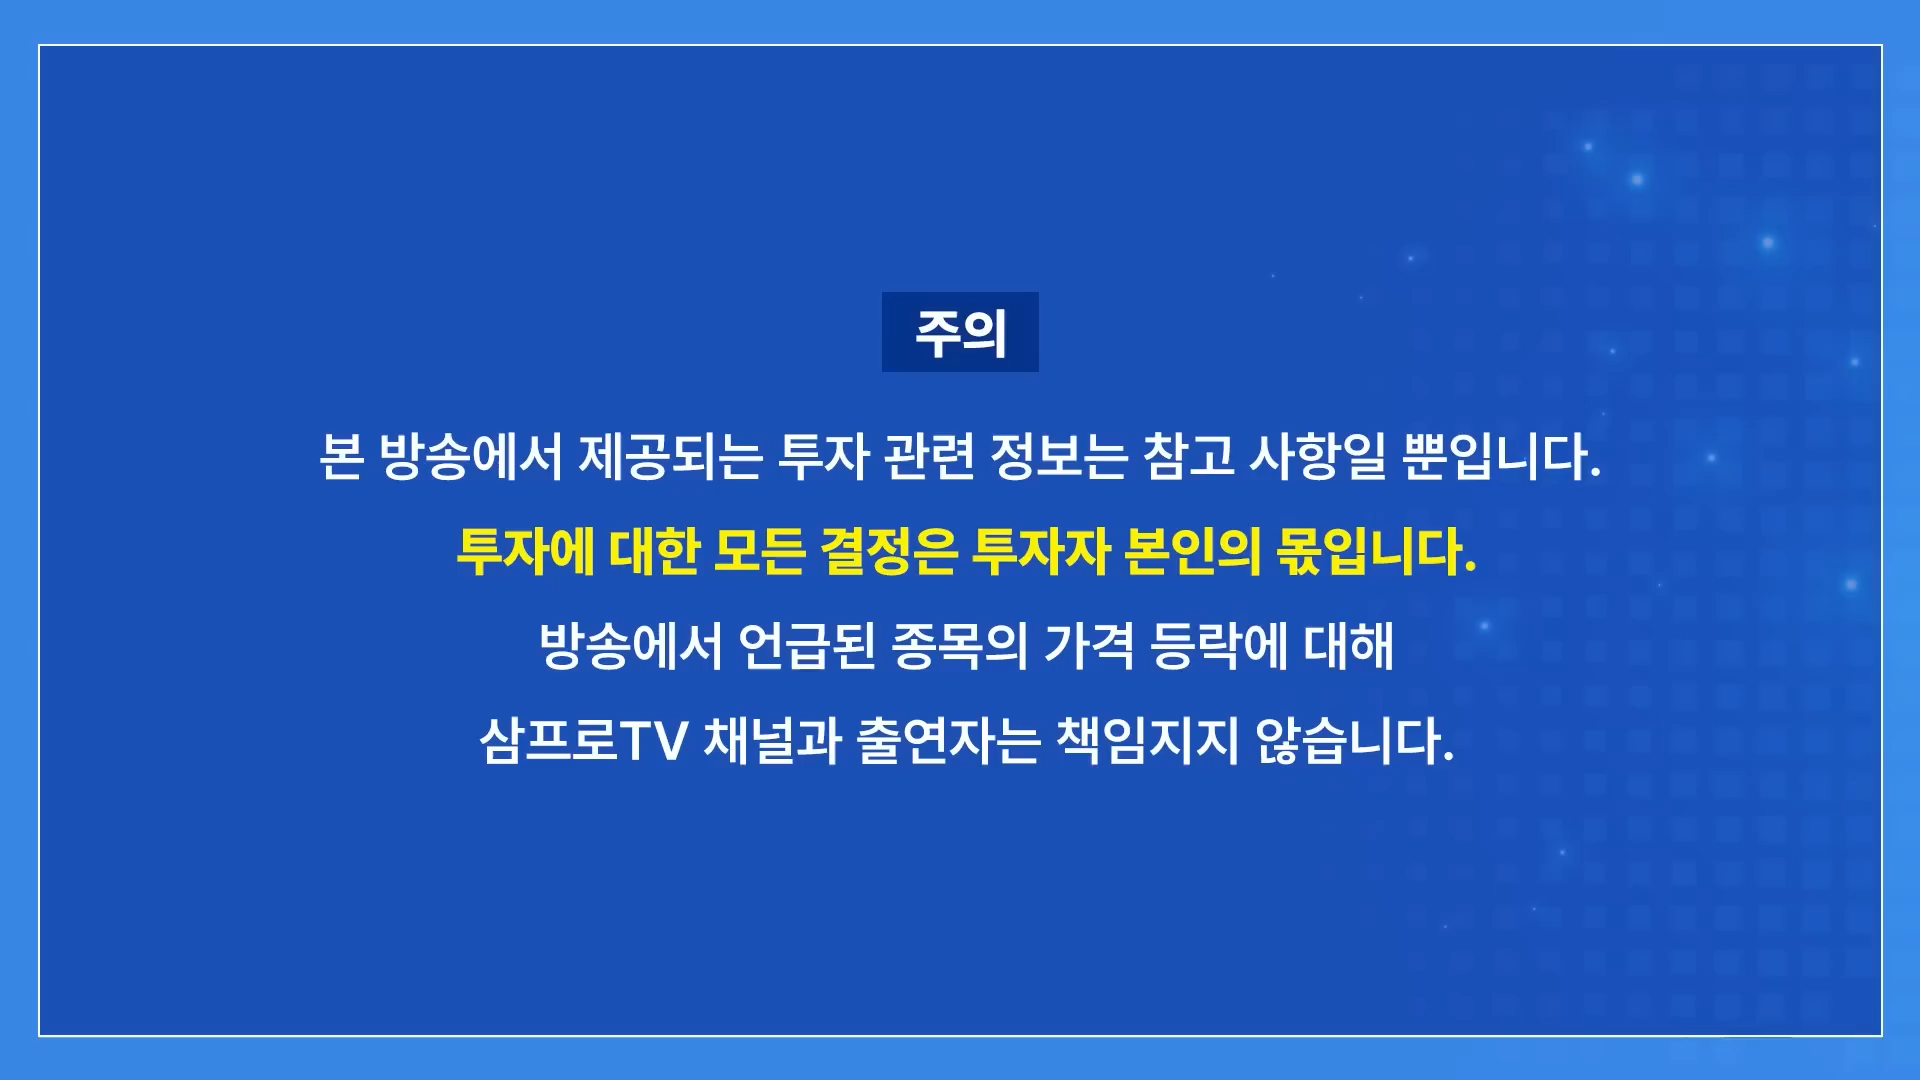 주의
본 방송에서 제공되는 투자 관련 정보는 참고 사항일 뿐입니다.
투자에 대한 모든 결정은 투자자 본인의 몫입니다.
방송에서 언급된 종목의 가격 등락에 대해
삼프로TV 채널과 출연자는 책임지지 않습니다.